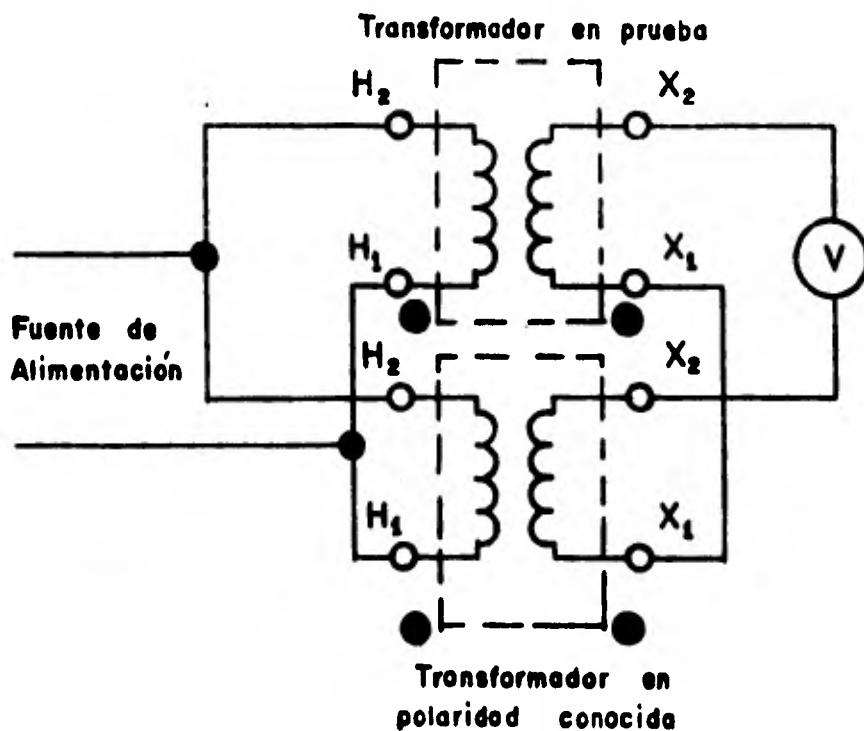 Transformador en prueba
H₂
X₂
H₁
X₁
V
Fuente de
Alimentación
H₂
X₂
H₁
X₁
Transformador en
polaridad conocida